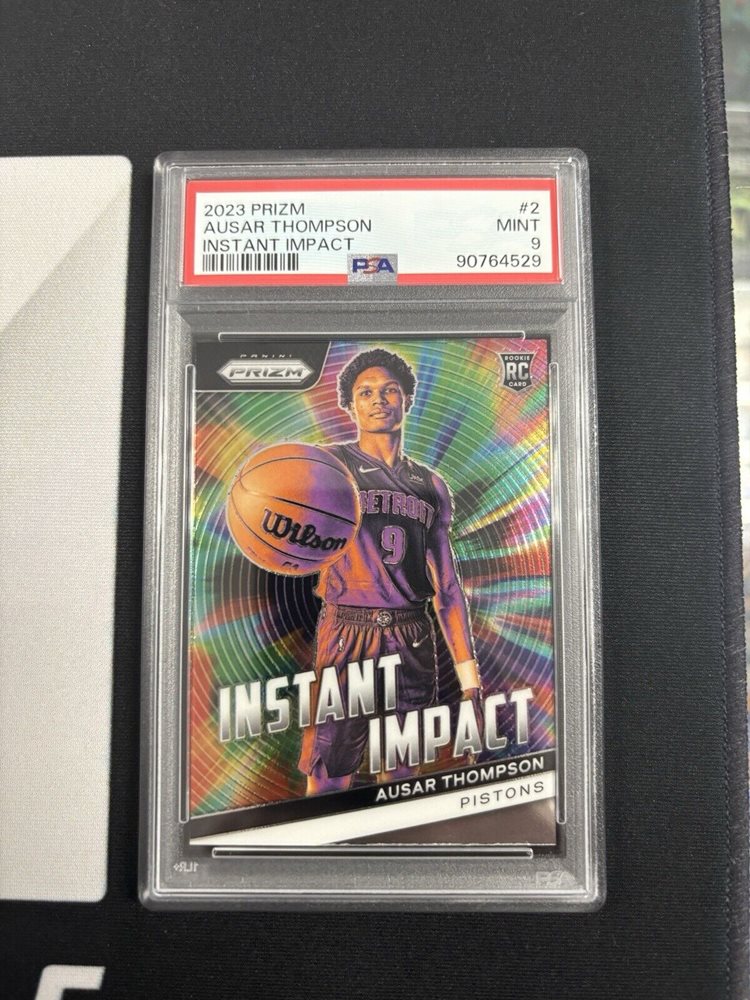 2023 PRIZM #2
AUSAR THOMPSON MINT
INSTANT IMPACT 9
PSA 90764529
PANINI
PRIZM
ROOKIE
RC
CARD
Wilson
DETROIT
9
INSTANT
IMPACT
AUSAR THOMPSON
PISTONS
PSA